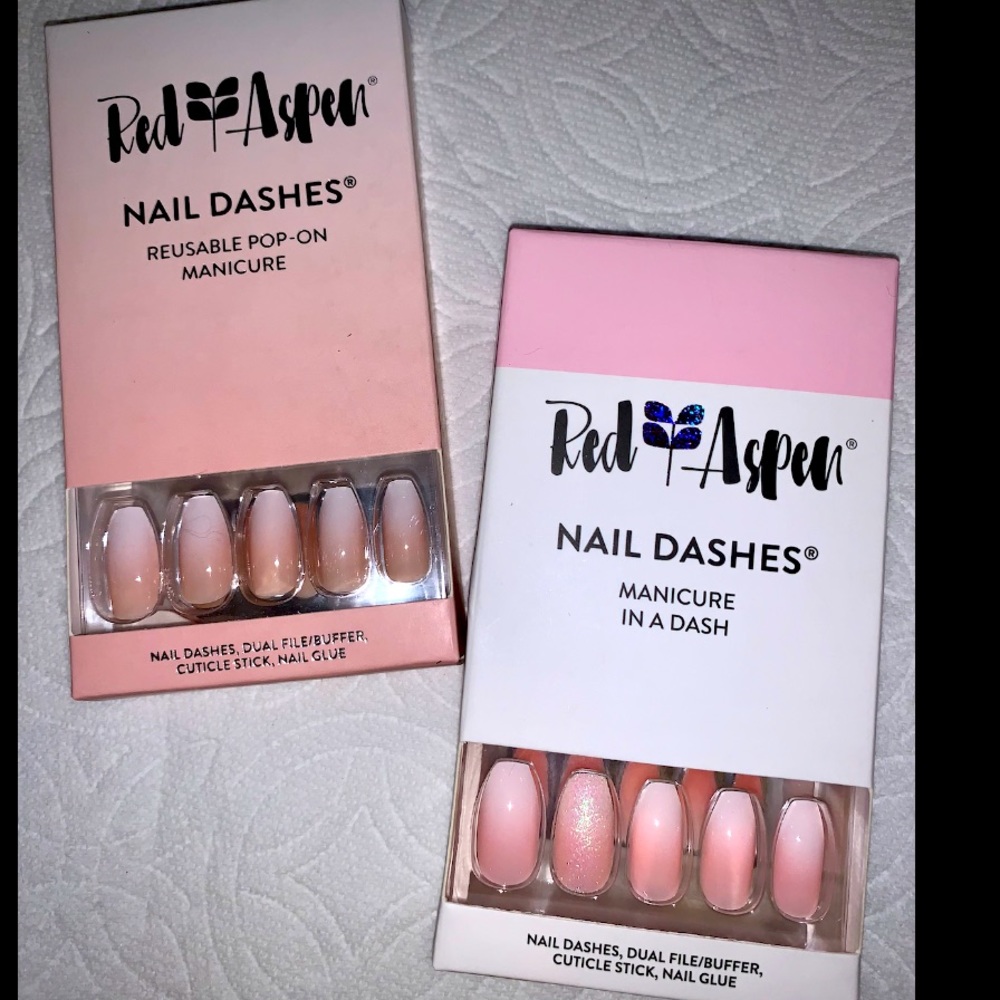 Red Aspen®
NAIL DASHES®
REUSABLE POP-ON
MANICURE
NAIL DASHES, DUAL FILE/BUFFER,
CUTICLE STICK, NAIL GLUE
Red Aspen®
NAIL DASHES®
MANICURE
IN A DASH
NAIL DASHES, DUAL FILE/BUFFER,
CUTICLE STICK, NAIL GLUE